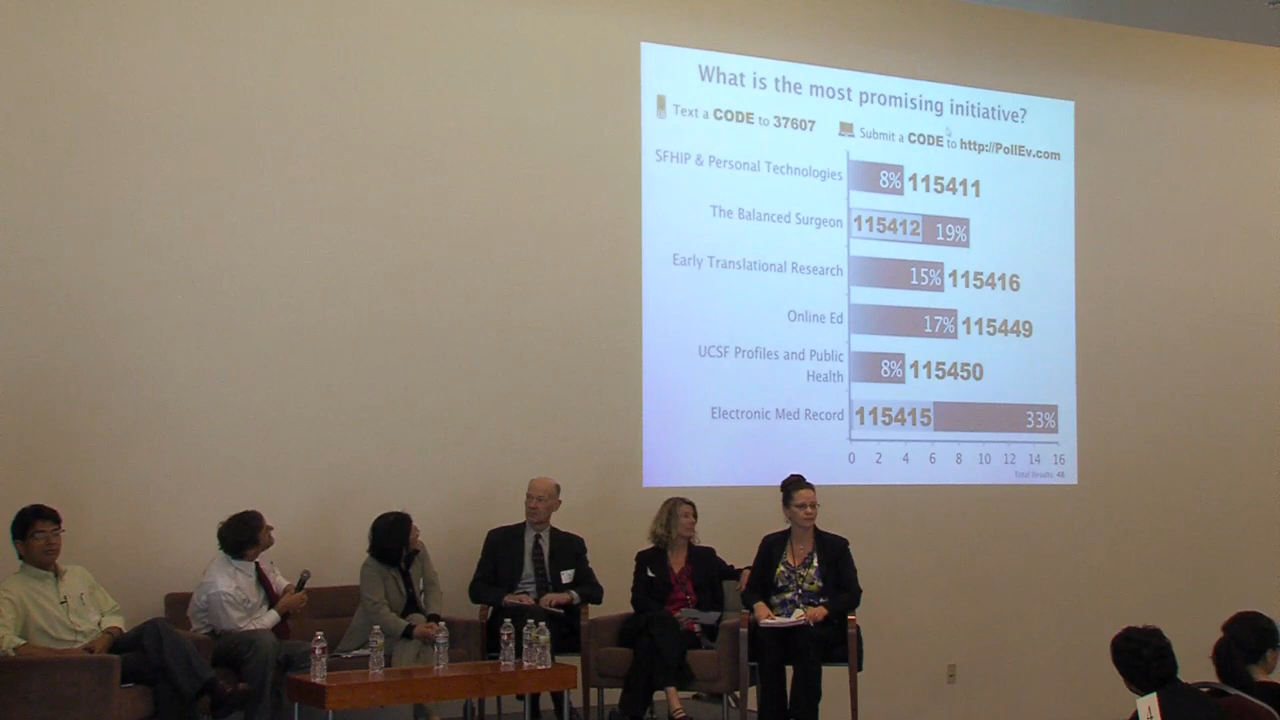 What is the most promising initiative?
Text a CODE to 37607
Submit a CODE to http://PollEv.com
SFHIP & Personal Technologies 8% 115411
The Balanced Surgeon 115412 19%
Early Translational Research 15% 115416
Online Ed 17% 115449
UCSF Profiles and Public
Health 8% 115450
Electronic Med Record 115415 33%
0 2 4 6 8 10 12 14 16
Total Results: 48
4